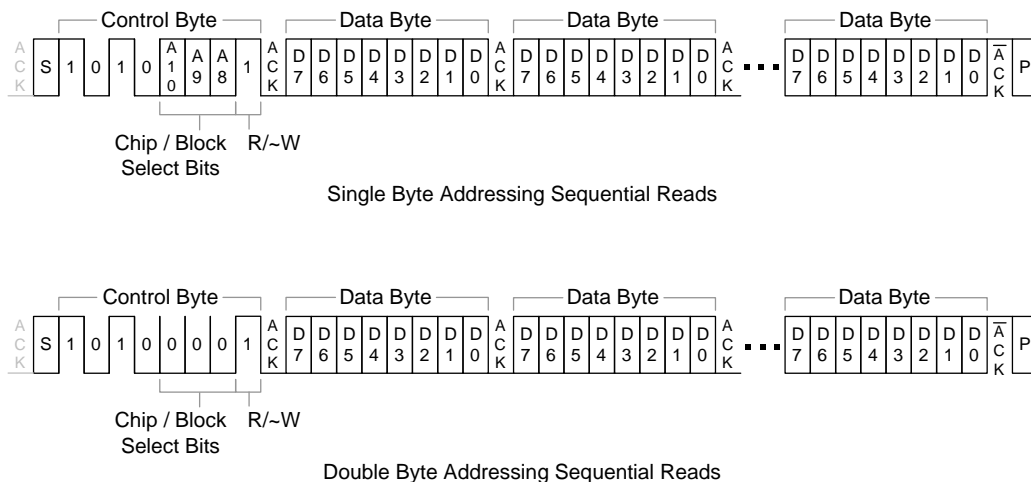 Control Byte Data Byte Data Byte Data Byte
ACK S 1 0 1 0 A10 A9 A8 1 ACK D7 D6 D5 D4 D3 D2 D1 D0 ACK D7 D6 D5 D4 D3 D2 D1 D0 ACK D7 D6 D5 D4 D3 D2 D1 D0 A̅CK P
Chip / Block R/~W
Select Bits
Single Byte Addressing Sequential Reads
Control Byte Data Byte Data Byte Data Byte
ACK S 1 0 1 0 0 0 0 1 ACK D7 D6 D5 D4 D3 D2 D1 D0 ACK D7 D6 D5 D4 D3 D2 D1 D0 ACK D7 D6 D5 D4 D3 D2 D1 D0 A̅CK P
Chip / Block R/~W
Select Bits
Double Byte Addressing Sequential Reads